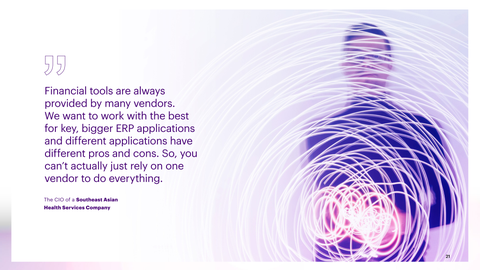 Financial tools are always
provided by many vendors.
We want to work with the best
for key, bigger ERP applications
and different applications have
different pros and cons. So, you
can’t actually just rely on one
vendor to do everything.
The CIO of a Southeast Asian
Health Services Company
21